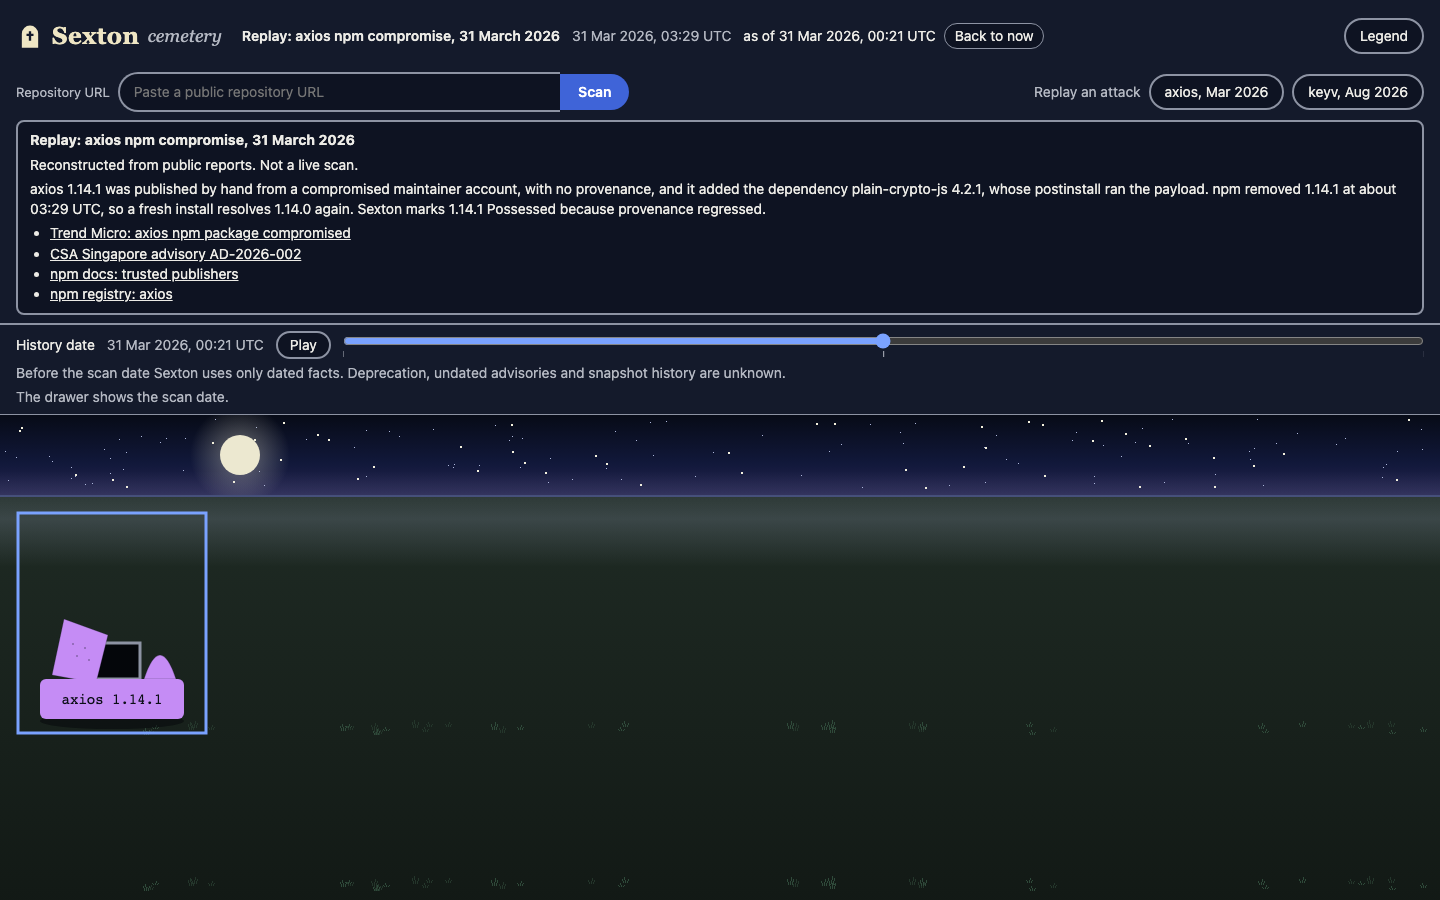 Sexton cemetery Replay: axios npm compromise, 31 March 2026 31 Mar 2026, 03:29 UTC as of 31 Mar 2026, 00:21 UTC Back to now Legend
Repository URL Paste a public repository URL Scan Replay an attack axios, Mar 2026 keyv, Aug 2026
Replay: axios npm compromise, 31 March 2026
Reconstructed from public reports. Not a live scan.
axios 1.14.1 was published by hand from a compromised maintainer account, with no provenance, and it added the dependency plain-crypto-js 4.2.1, whose postinstall ran the payload. npm removed 1.14.1 at about
03:29 UTC, so a fresh install resolves 1.14.0 again. Sexton marks 1.14.1 Possessed because provenance regressed.
Trend Micro: axios npm package compromised
CSA Singapore advisory AD-2026-002
npm docs: trusted publishers
npm registry: axios
History date 31 Mar 2026, 00:21 UTC Play
Before the scan date Sexton uses only dated facts. Deprecation, undated advisories and snapshot history are unknown.
The drawer shows the scan date.
axios 1.14.1